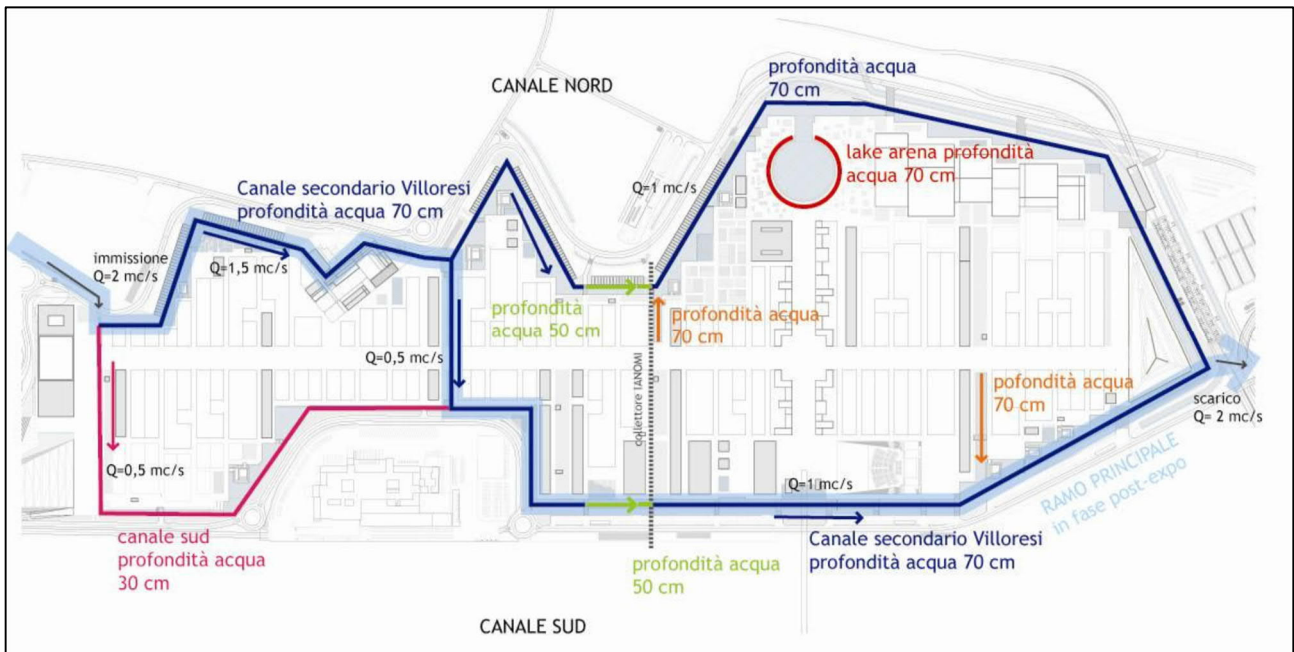 profondità acqua
70 cm
CANALE NORD
lake arena profondità
acqua 70 cm
Q=1 mc/s
Canale secondario Villoresi
profondità acqua 70 cm
immissione
Q=2 mc/s
Q=1,5 mc/s
profondità
acqua 50 cm
profondità acqua
70 cm
Q=0,5 mc/s
collettore IANOMI
pofondità acqua
70 cm
scarico
Q= 2 mc/s
Q=0,5 mc/s
Q=1 mc/s
RAMO PRINCIPALE
in fase post-expo
canale sud
profondità acqua
30 cm
Canale secondario Villoresi
profondità acqua 70 cm
profondità acqua
50 cm
CANALE SUD